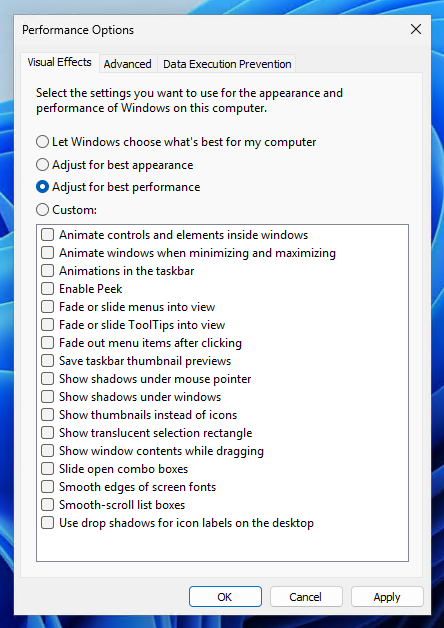 Performance Options
Visual Effects
Advanced
Data Execution Prevention
Select the settings you want to use for the appearance and
performance of Windows on this computer.
Let Windows choose what's best for my computer
Adjust for best appearance
Adjust for best performance
Custom:
Animate controls and elements inside windows
Animate windows when minimizing and maximizing
Animations in the taskbar
Enable Peek
Fade or slide menus into view
Fade or slide ToolTips into view
Fade out menu items after clicking
Save taskbar thumbnail previews
Show shadows under mouse pointer
Show shadows under windows
Show thumbnails instead of icons
Show translucent selection rectangle
Show window contents while dragging
Slide open combo boxes
Smooth edges of screen fonts
Smooth-scroll list boxes
Use drop shadows for icon labels on the desktop
OK
Cancel
Apply